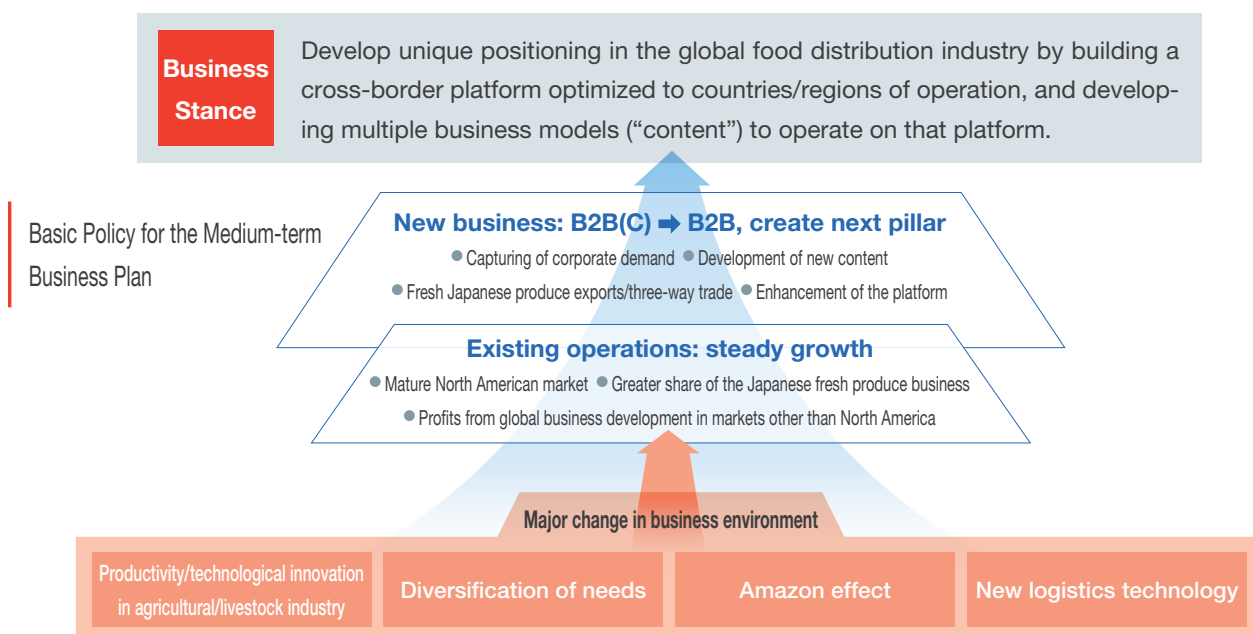 Business
Stance
Develop unique positioning in the global food distribution industry by building a
cross-border platform optimized to countries/regions of operation, and develop-
ing multiple business models (“content”) to operate on that platform.
Basic Policy for the Medium-term
Business Plan
New business: B2B(C) ➡ B2B, create next pillar
● Capturing of corporate demand ● Development of new content
● Fresh Japanese produce exports/three-way trade ● Enhancement of the platform
Existing operations: steady growth
● Mature North American market ● Greater share of the Japanese fresh produce business
● Profits from global business development in markets other than North America
Major change in business environment
Productivity/technological innovation
in agricultural/livestock industry
Diversification of needs
Amazon effect
New logistics technology